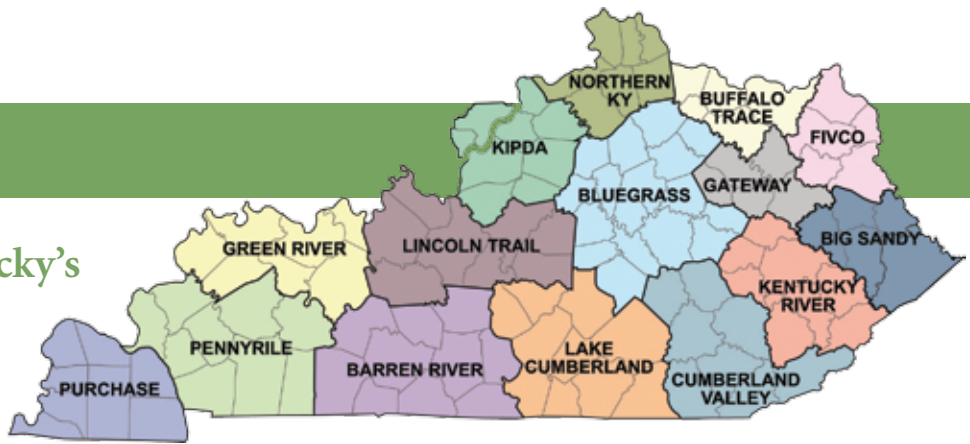 NORTHERN
KY
BUFFALO
TRACE
FIVCO
KIPDA
BLUEGRASS
GATEWAY
GREEN RIVER
LINCOLN TRAIL
BIG SANDY
cky's
KENTUCKY
RIVER
PENNYRILE
BARREN RIVER
LAKE
CUMBERLAND
PURCHASE
CUMBERLAND
VALLEY